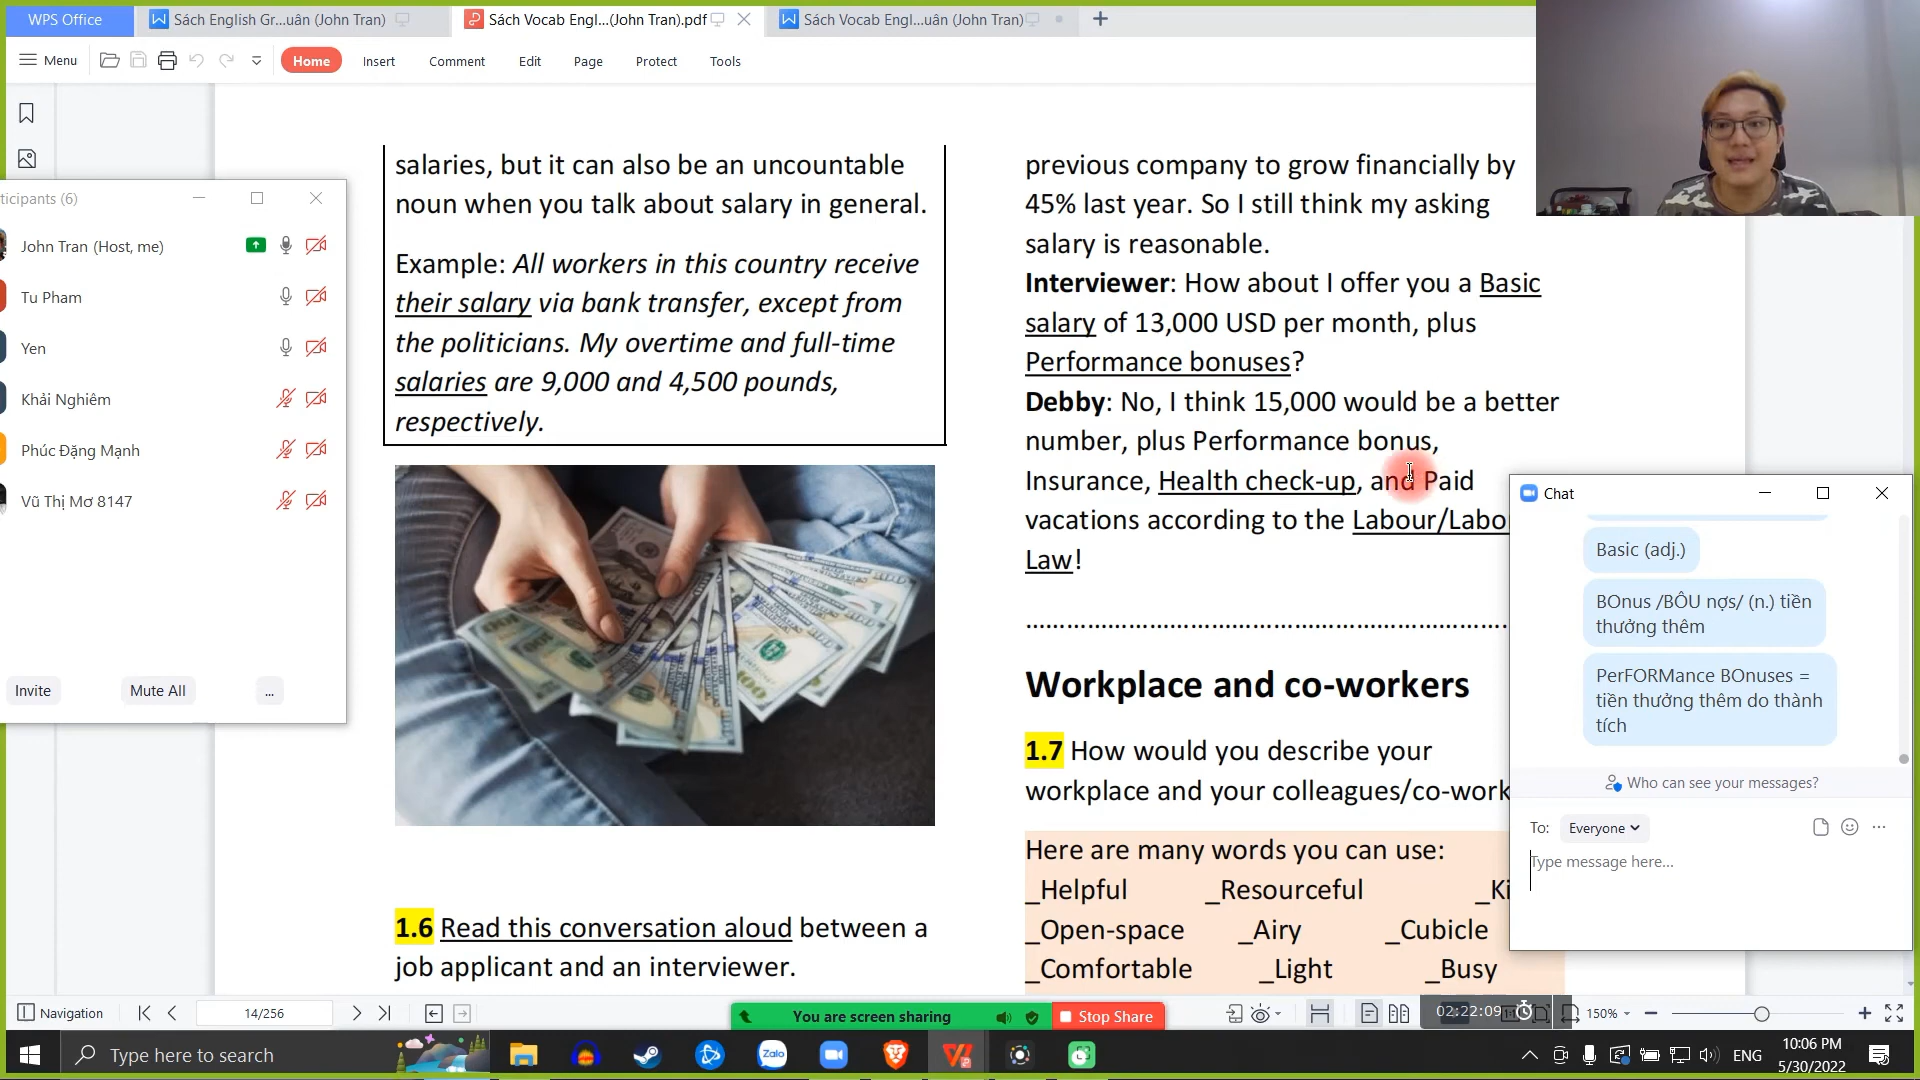 WPS Office
Sách English Gr...uân (John Tran)
Sách Vocab Engl...(John Tran).pdf
Sách Vocab Engl...uân (John Tran)
Menu
Home
Insert
Comment
Edit
Page
Protect
Tools
ticipants (6)
John Tran (Host, me)
Tu Pham
Yen
Khải Nghiêm
Phúc Đặng Mạnh
Vũ Thị Mơ 8147
Invite
Mute All
...
salaries, but it can also be an uncountable
noun when you talk about salary in general.
Example: All workers in this country receive
their salary via bank transfer, except from
the politicians. My overtime and full-time
salaries are 9,000 and 4,500 pounds,
respectively.
1.6 Read this conversation aloud between a
job applicant and an interviewer.
previous company to grow financially by
45% last year. So I still think my asking
salary is reasonable.
Interviewer: How about I offer you a Basic
salary of 13,000 USD per month, plus
Performance bonuses?
Debby: No, I think 15,000 would be a better
number, plus Performance bonus,
Insurance, Health check-up, and Paid
vacations according to the Labour/Labo
Law!
Workplace and co-workers
1.7 How would you describe your
workplace and your colleagues/co-work
Here are many words you can use:
_Helpful _Resourceful _Ki
_Open-space _Airy _Cubicle
_Comfortable _Light _Busy
Chat
Basic (adj.)
BOnus /BÔU nợs/ (n.) tiền
thưởng thêm
PerFORMance BOnuses =
tiền thưởng thêm do thành
tích
Who can see your messages?
To: Everyone
Type message here...
Navigation
14/256
You are screen sharing
Stop Share
02:22:09
150%
Type here to search
Zalo
ENG
10:06 PM
5/30/2022